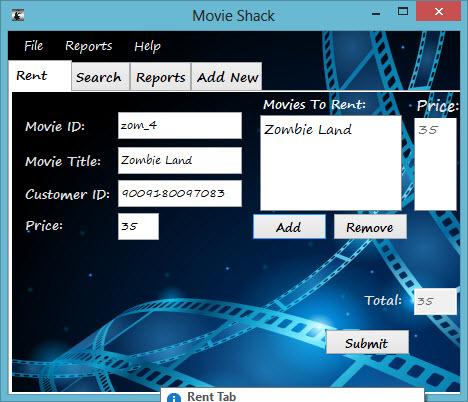 Movie Shack
File Reports Help
Rent Search Reports Add New
Movies To Rent: Price:
Movie ID: zom_4 Zombie Land 35
Movie Title: Zombie Land
Customer ID: 9009180097083
Price: 35
Add Remove
Total: 35
Submit
Rent Tab